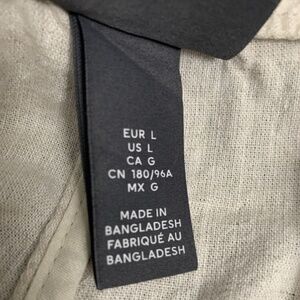 EUR L
US L
CA G
CN 180/96A
MX G
MADE IN
BANGLADESH
FABRIQUÉ AU
BANGLADESH